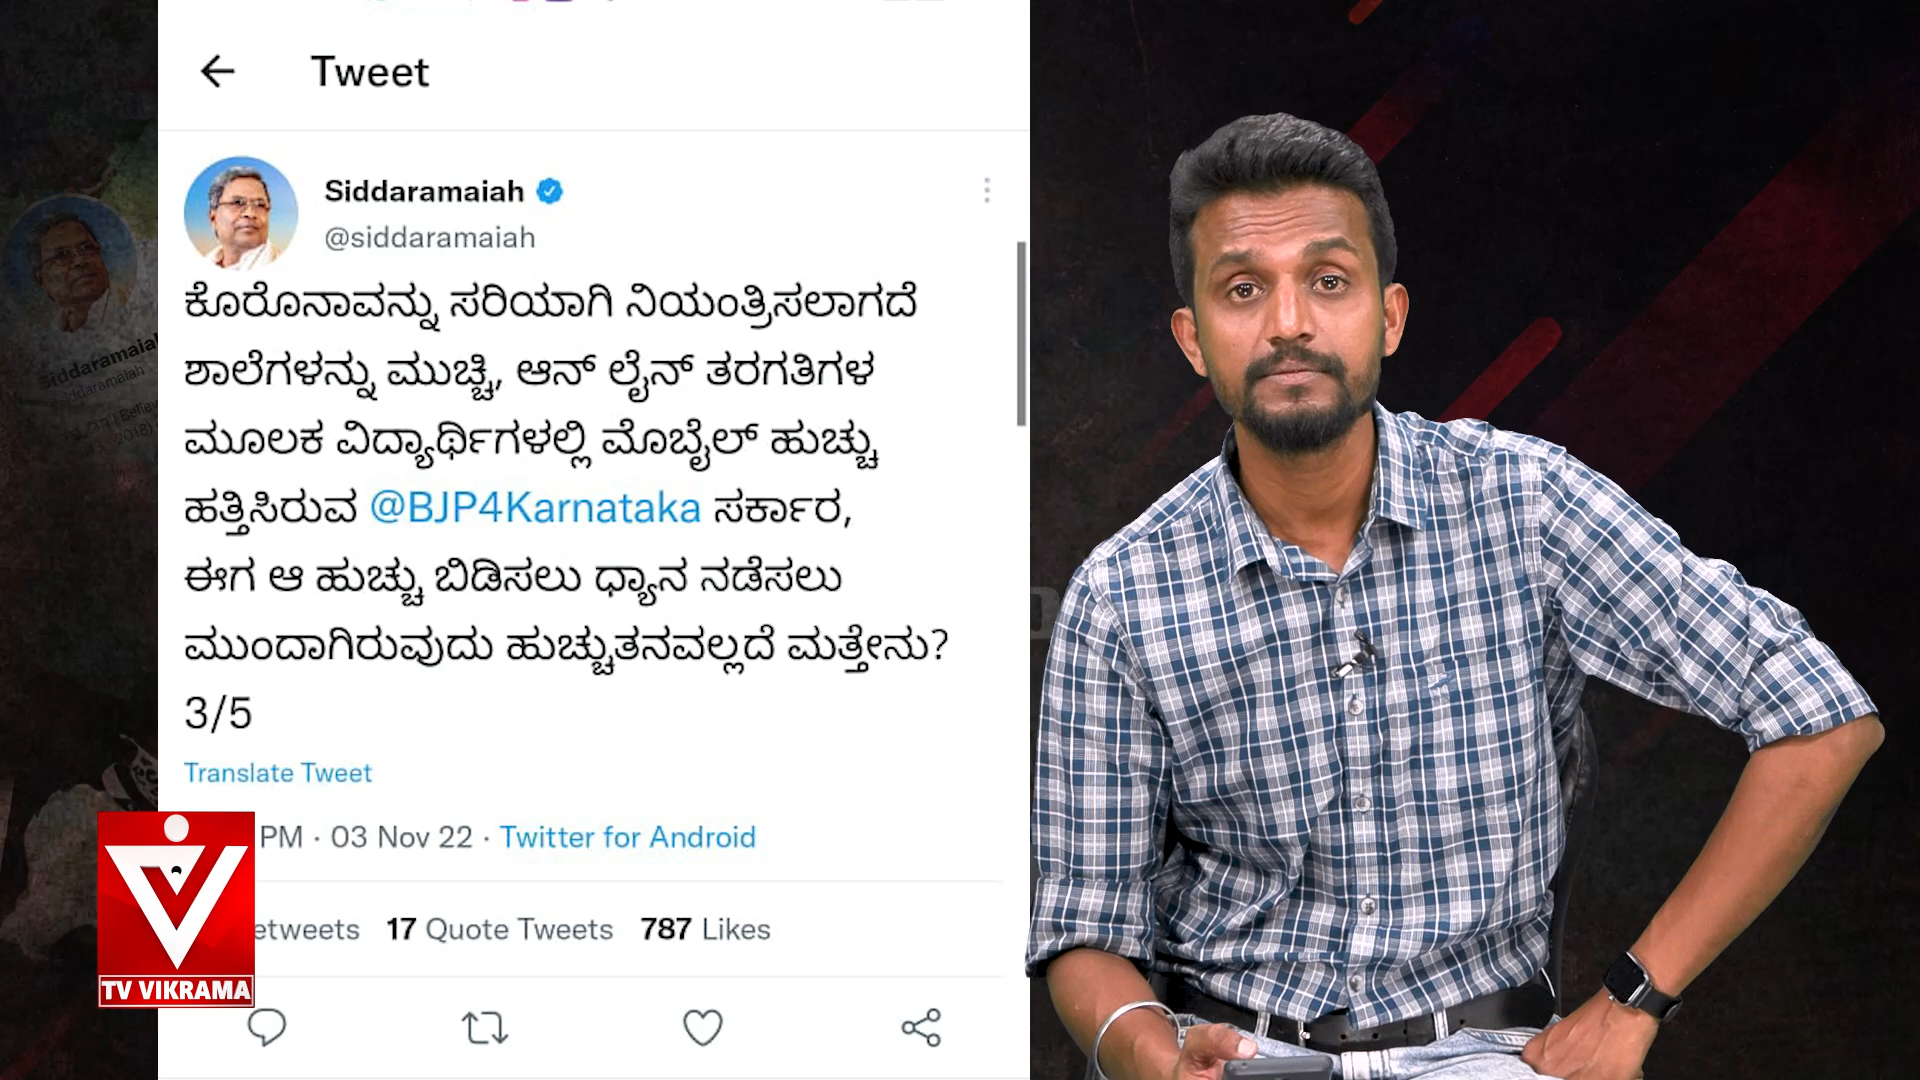 Tweet
Siddaramaiah
@siddaramaiah
ಕೊರೊನಾವನ್ನು ಸರಿಯಾಗಿ ನಿಯಂತ್ರಿಸಲಾಗದೆ
ಶಾಲೆಗಳನ್ನು ಮುಚ್ಚಿ, ಆನ್ ಲೈನ್ ತರಗತಿಗಳ
ಮೂಲಕ ವಿದ್ಯಾರ್ಥಿಗಳಲ್ಲಿ ಮೊಬೈಲ್ ಹುಚ್ಚು
ಹತ್ತಿಸಿರುವ @BJP4Karnataka ಸರ್ಕಾರ,
ಈಗ ಆ ಹುಚ್ಚು ಬಿಡಿಸಲು ಧ್ಯಾನ ನಡೆಸಲು
ಮುಂದಾಗಿರುವುದು ಹುಚ್ಚುತನವಲ್ಲದೆ ಮತ್ತೇನು?
3/5
Translate Tweet
PM · 03 Nov 22 · Twitter for Android
etweets 17 Quote Tweets 787 Likes
TV VIKRAMA
Siddaramaiah
siddaramaiah